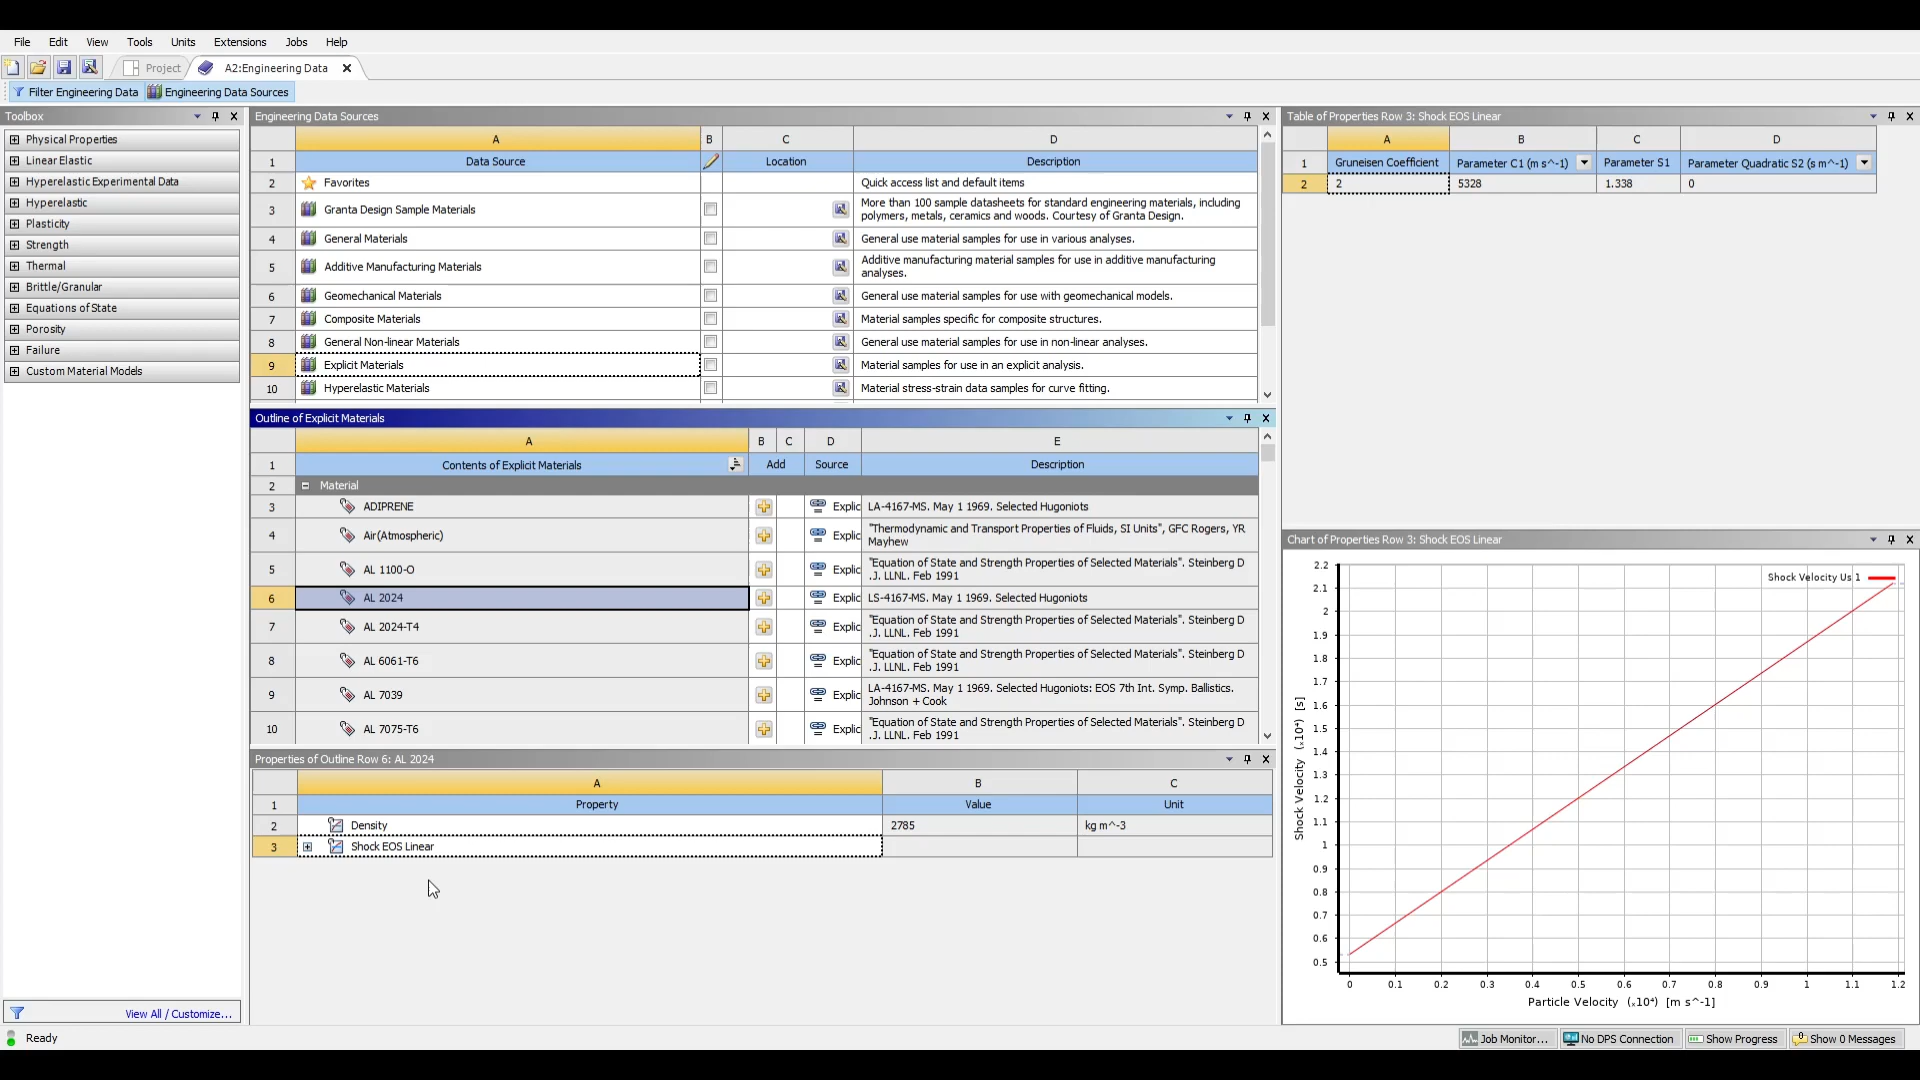 File Edit View Tools Units Extensions Jobs Help
Project A2:Engineering Data
Filter Engineering Data Engineering Data Sources
Toolbox
Physical Properties
Linear Elastic
Hyperelastic Experimental Data
Hyperelastic
Plasticity
Strength
Thermal
Brittle/Granular
Equations of State
Porosity
Failure
Custom Material Models
View All / Customize...
Engineering Data Sources
A B C D
1 Data Source Location Description
2 Favorites Quick access list and default items
3 Granta Design Sample Materials More than 100 sample datasheets for standard engineering materials, including
polymers, metals, ceramics and woods. Courtesy of Granta Design.
4 General Materials General use material samples for use in various analyses.
5 Additive Manufacturing Materials Additive manufacturing material samples for use in additive manufacturing
analyses.
6 Geomechanical Materials General use material samples for use with geomechanical models.
7 Composite Materials Material samples specific for composite structures.
8 General Non-linear Materials General use material samples for use in non-linear analyses.
9 Explicit Materials Material samples for use in an explicit analysis.
10 Hyperelastic Materials Material stress-strain data samples for curve fitting.
Outline of Explicit Materials
A B C D E
1 Contents of Explicit Materials Add Source Description
2 Material
3 ADIPRENE Explic LA-4167-MS. May 1 1969. Selected Hugoniots
4 Air(Atmospheric) Explic "Thermodynamic and Transport Properties of Fluids, SI Units", GFC Rogers, YR
Mayhew
5 AL 1100-O Explic "Equation of State and Strength Properties of Selected Materials". Steinberg D
.J. LLNL. Feb 1991
6 AL 2024 Explic LS-4167-MS. May 1 1969. Selected Hugoniots
7 AL 2024-T4 Explic "Equation of State and Strength Properties of Selected Materials". Steinberg D
.J. LLNL. Feb 1991
8 AL 6061-T6 Explic "Equation of State and Strength Properties of Selected Materials". Steinberg D
.J. LLNL. Feb 1991
9 AL 7039 Explic LA-4167-MS. May 1 1969. Selected Hugoniots: EOS 7th Int. Symp. Ballistics.
Johnson + Cook
10 AL 7075-T6 Explic "Equation of State and Strength Properties of Selected Materials". Steinberg D
.J. LLNL. Feb 1991
Properties of Outline Row 6: AL 2024
A B C
1 Property Value Unit
2 Density 2785 kg m^-3
3 Shock EOS Linear
Table of Properties Row 3: Shock EOS Linear
A B C D
1 Gruneisen Coefficient Parameter C1 (m s^-1) Parameter S1 Parameter Quadratic S2 (s m^-1)
2 2 5328 1.338 0
Chart of Properties Row 3: Shock EOS Linear
Shock Velocity Us 1
2.2
2.1
2
1.9
1.8
1.7
1.6
1.5
1.4
1.3
1.2
1.1
1
0.9
0.8
0.7
0.6
0.5
Shock Velocity (ₓ10⁴) [s]
0 0.1 0.2 0.3 0.4 0.5 0.6 0.7 0.8 0.9 1 1.1 1.2
Particle Velocity (ₓ10⁴) [m s^-1]
Ready Job Monitor... No DPS Connection Show Progress Show 0 Messages